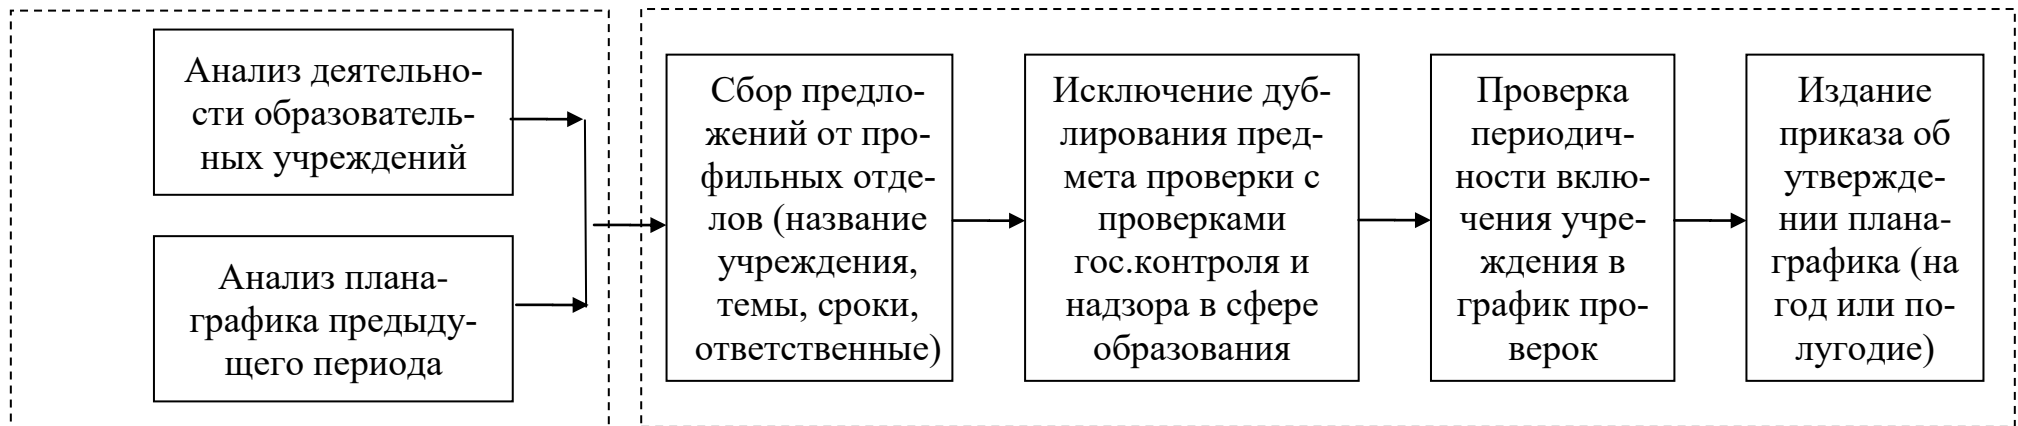 Анализ деятельно-
сти образователь-
ных учреждений
Анализ плана-
графика предыду-
щего периода
Сбор предло-
жений от про-
фильных отде-
лов (название
учреждения,
темы, сроки,
ответственные)
Исключение дуб-
лирования пред-
мета проверки с
проверками
гос.контроля и
надзора в сфере
образования
Проверка
периодич-
ности вклю-
чения учре-
ждения в
график про-
верок
Издание
приказа об
утвержде-
нии плана-
графика (на
год или по-
лугодие)